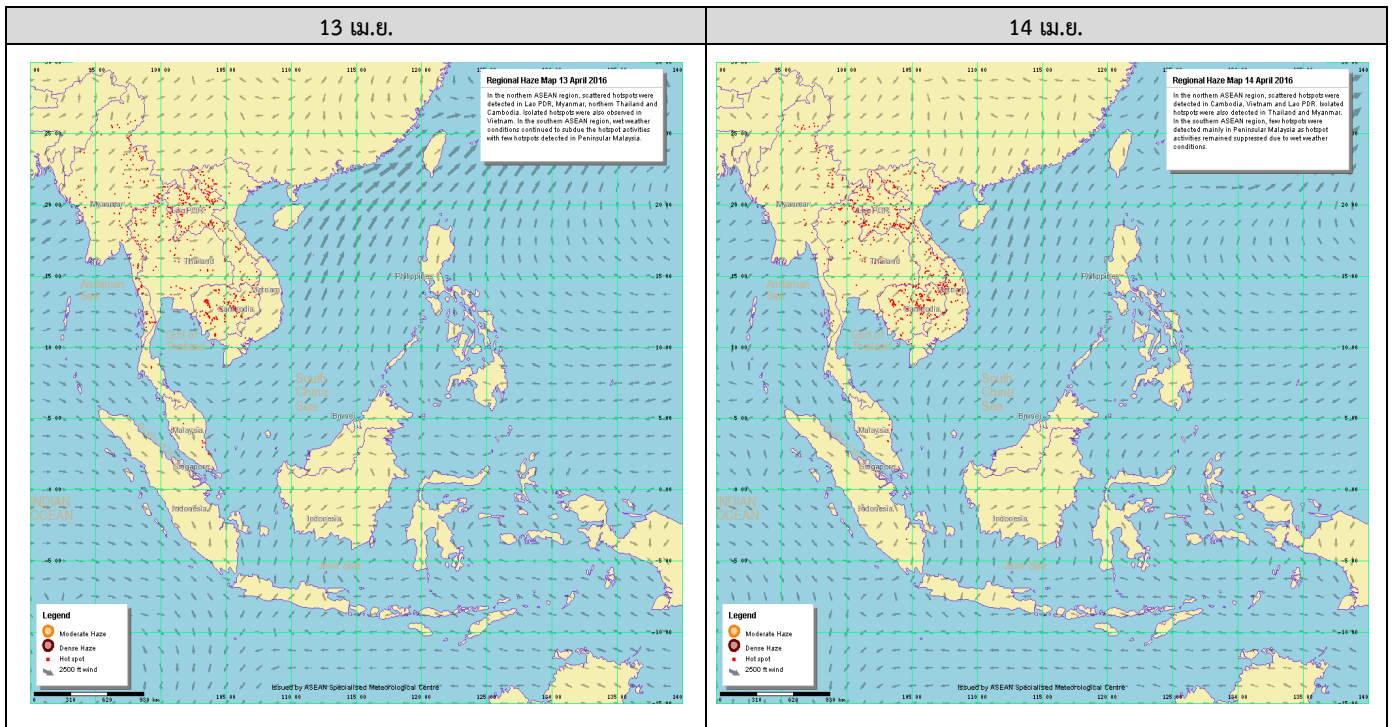 13 เม.ย.
14 เม.ย.
Regional Haze Map 13 April 2016
In the northern ASEAN region, scattered hotspots were
detected in Lao PDR, Myanmar, northern Thailand and
Cambodia. Isolated hotspots were also observed in
Vietnam. In the southern ASEAN region, wet weather
conditions continued to subdue the hotspot activities
with few hotspots detected in Peninsular Malaysia.
Myanmar
Lao PDR
Thailand
Andaman
Sea
Vietnam
Cambodia
Gulf of
Thailand
Philippines
South
China
Sea
Brunei
Malaysia
Singapore
INDIAN
OCEAN
Indonesia
Indonesia
Java Sea
Legend
Moderate Haze
Dense Haze
Hot spot
2500 ft wind
310 620 930 km
Issued by ASEAN Specialised Meteorological Centre
Regional Haze Map 14 April 2016
In the northern ASEAN region, scattered hotspots were
detected in Cambodia, Vietnam and Lao PDR. Isolated
hotspots were also detected in Thailand and Myanmar.
In the southern ASEAN region, few hotspots were
detected mainly in Peninsular Malaysia as hotspot
activities remained suppressed due to wet weather
conditions.
Myanmar
Lao PDR
Thailand
Andaman
Sea
Vietnam
Cambodia
Gulf of
Thailand
Philippines
South
China
Sea
Brunei
Malaysia
Singapore
INDIAN
OCEAN
Indonesia
Indonesia
Java Sea
Legend
Moderate Haze
Dense Haze
Hot spot
2500 ft wind
310 620 930 km
Issued by ASEAN Specialised Meteorological Centre